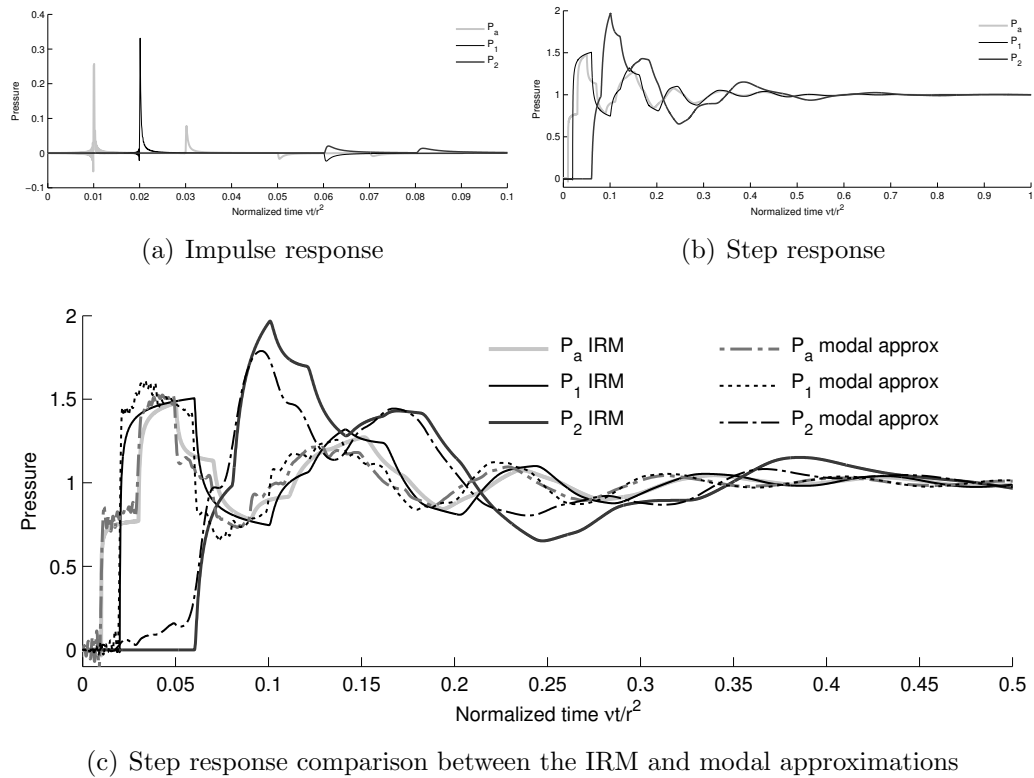 0.4
0.3
0.2
0.1
0
−0.1
Pressure
0 0.01 0.02 0.03 0.04 0.05 0.06 0.07 0.08 0.09 0.1
Normalized time νt/r²
P_a
P_1
P_2
(a) Impulse response
2
1.5
1
0.5
0
Pressure
0 0.1 0.2 0.3 0.4 0.5 0.6 0.7 0.8 0.9 1
Normalized time νt/r²
P_a
P_1
P_2
(b) Step response
2
1.5
1
0.5
0
Pressure
P_a IRM
P_1 IRM
P_2 IRM
P_a modal approx
P_1 modal approx
P_2 modal approx
0 0.05 0.1 0.15 0.2 0.25 0.3 0.35 0.4 0.45 0.5
Normalized time νt/r²
(c) Step response comparison between the IRM and modal approximations